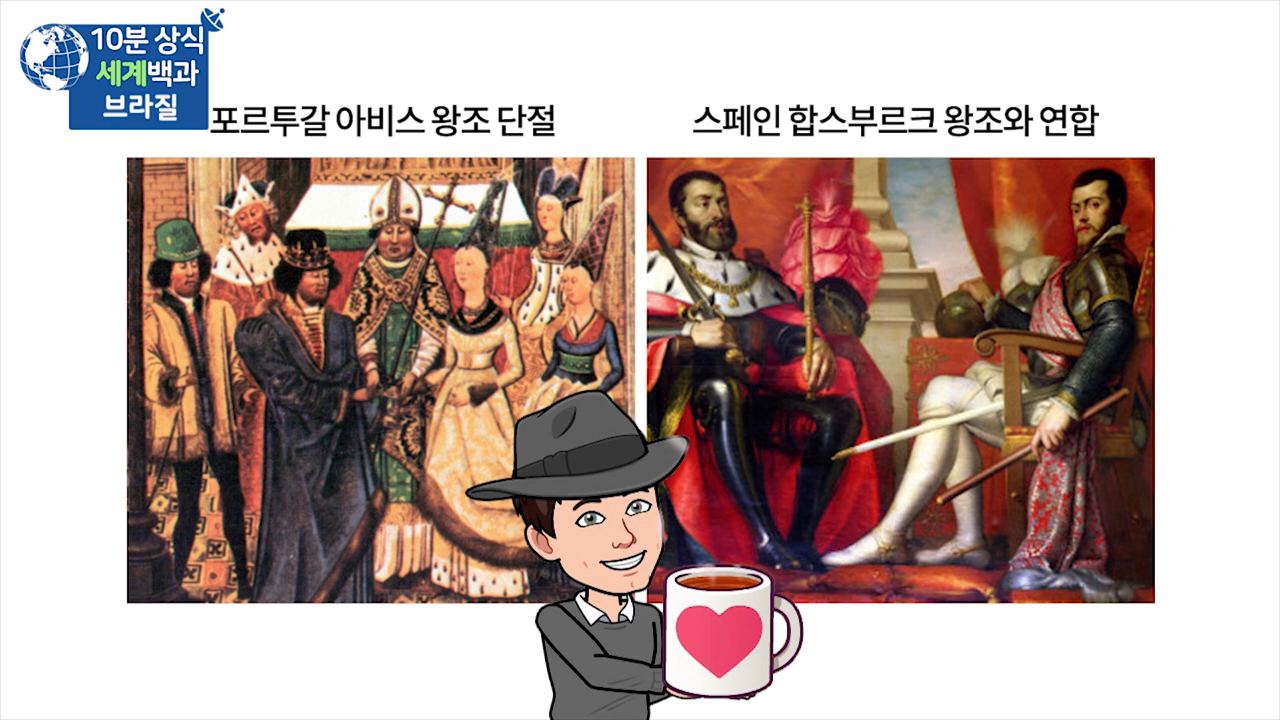 10분 상식
세계백과
브라질
포르투갈 아비스 왕조 단절
스페인 합스부르크 왕조와 연합